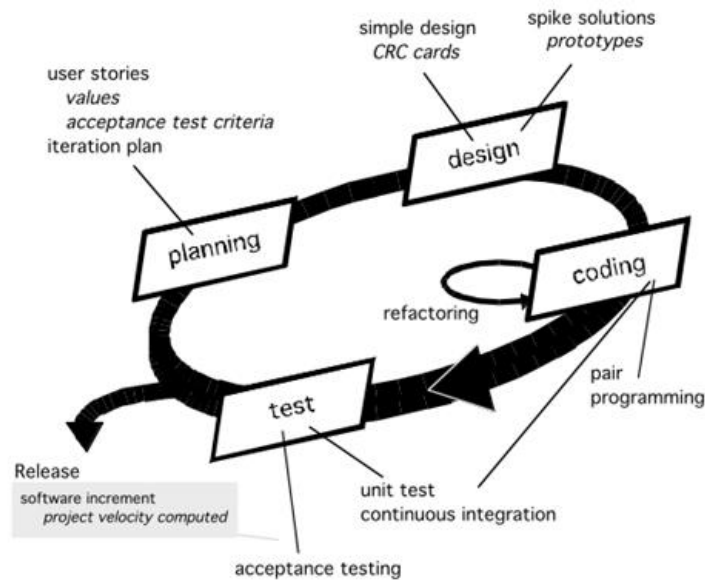 spike solutions
prototypes
simple design
CRC cards
user stories
values
acceptance test criteria
iteration plan
design
planning
coding
refactoring
test
pair
programming
Release
software increment
project velocity computed
unit test
continuous integration
acceptance testing